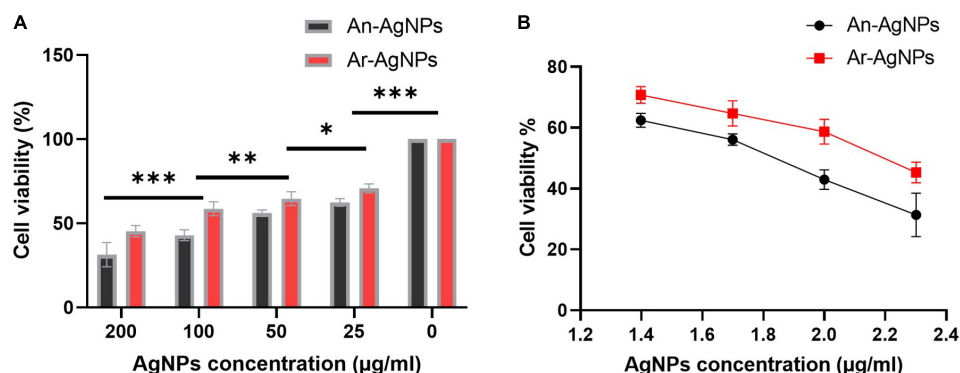 A
An-AgNPs
Ar-AgNPs
Cell viability (%)
150
100
50
0
***
**
*
***
200 100 50 25 0
AgNPs concentration (μg/ml)
B
An-AgNPs
Ar-AgNPs
Cell viability %
80
60
40
20
0
1.2 1.4 1.6 1.8 2.0 2.2 2.4
AgNPs concentration (μg/ml)